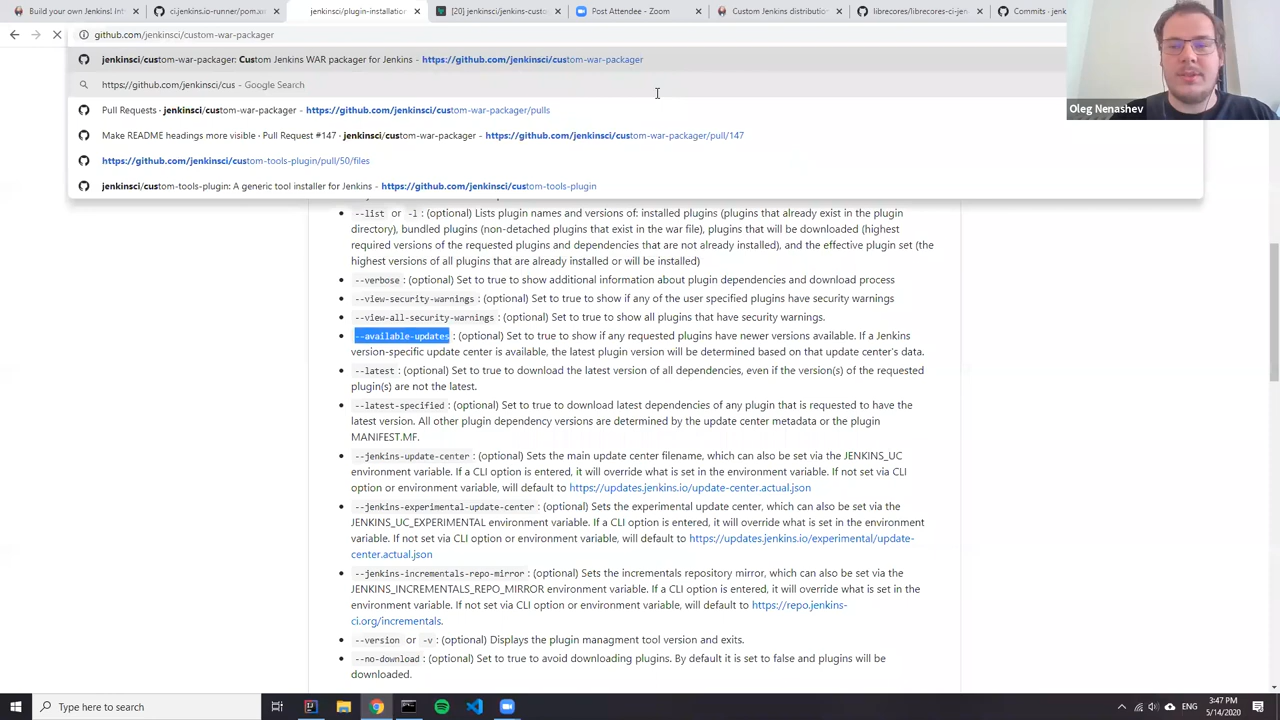 Build your own Jenkins! Int
ci.jenkins.io-runner/pom.xm
jenkinsci/plugin-installation
[20] jenkinsci/jenkins-custo
Post Attendee - Zoom
Custom Jenkins distribution
librecores/librecores-ci-jen
Commits · jen
github.com/jenkinsci/custom-war-packager
jenkinsci/custom-war-packager: Custom Jenkins WAR packager for Jenkins - https://github.com/jenkinsci/custom-war-packager
https://github.com/jenkinsci/cus - Google Search
Pull Requests · jenkinsci/custom-war-packager - https://github.com/jenkinsci/custom-war-packager/pulls
Make README headings more visible · Pull Request #147 · jenkinsci/custom-war-packager - https://github.com/jenkinsci/custom-war-packager/pull/147
https://github.com/jenkinsci/custom-tools-plugin/pull/50/files
jenkinsci/custom-tools-plugin: A generic tool installer for Jenkins - https://github.com/jenkinsci/custom-tools-plugin
Oleg Nenashev
--list or -l : (optional) Lists plugin names and versions of: installed plugins (plugins that already exist in the plugin
directory), bundled plugins (non-detached plugins that exist in the war file), plugins that will be downloaded (highest
required versions of the requested plugins and dependencies that are not already installed), and the effective plugin set (the
highest versions of all plugins that are already installed or will be installed)
--verbose : (optional) Set to true to show additional information about plugin dependencies and download process
--view-security-warnings : (optional) Set to true to show if any of the user specified plugins have security warnings
--view-all-security-warnings : (optional) Set to true to show all plugins that have security warnings.
--available-updates : (optional) Set to true to show if any requested plugins have newer versions available. If a Jenkins
version-specific update center is available, the latest plugin version will be determined based on that update center's data.
--latest : (optional) Set to true to download the latest version of all dependencies, even if the version(s) of the requested
plugin(s) are not the latest.
--latest-specified : (optional) Set to true to download latest dependencies of any plugin that is requested to have the
latest version. All other plugin dependency versions are determined by the update center metadata or the plugin
MANIFEST.MF.
--jenkins-update-center : (optional) Sets the main update center filename, which can also be set via the JENKINS_UC
environment variable. If a CLI option is entered, it will override what is set in the environment variable. If not set via CLI
option or environment variable, will default to https://updates.jenkins.io/update-center.actual.json
--jenkins-experimental-update-center : (optional) Sets the experimental update center, which can also be set via the
JENKINS_UC_EXPERIMENTAL environment variable. If a CLI option is entered, it will override what is set in the environment
variable. If not set via CLI option or environment variable, will default to https://updates.jenkins.io/experimental/update-
center.actual.json
--jenkins-incrementals-repo-mirror : (optional) Sets the incrementals repository mirror, which can also be set via the
JENKINS_INCREMENTALS_REPO_MIRROR environment variable. If a CLI option is entered, it will override what is set in the
environment variable. If not set via CLI option or environment variable, will default to https://repo.jenkins-
ci.org/incrementals.
--version or -v : (optional) Displays the plugin managment tool version and exits.
--no-download : (optional) Set to true to avoid downloading plugins. By default it is set to false and plugins will be
downloaded.
Type here to search
ENG
3:47 PM
5/14/2020